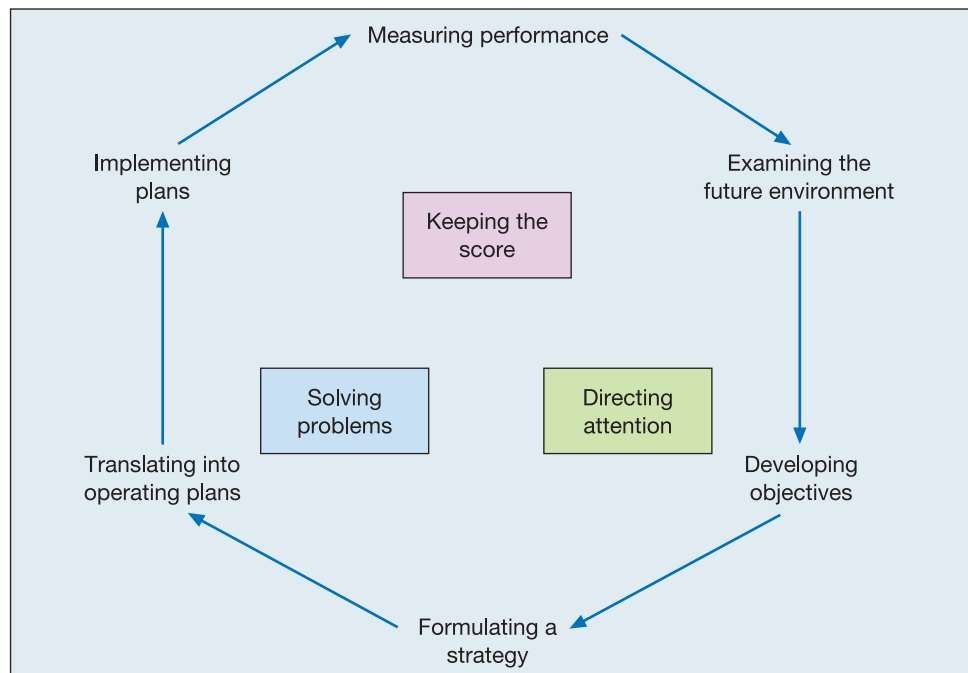 Measuring performance
Implementing
plans
Examining the
future environment
Keeping the
score
Solving
problems
Directing
attention
Translating into
operating plans
Developing
objectives
Formulating a
strategy